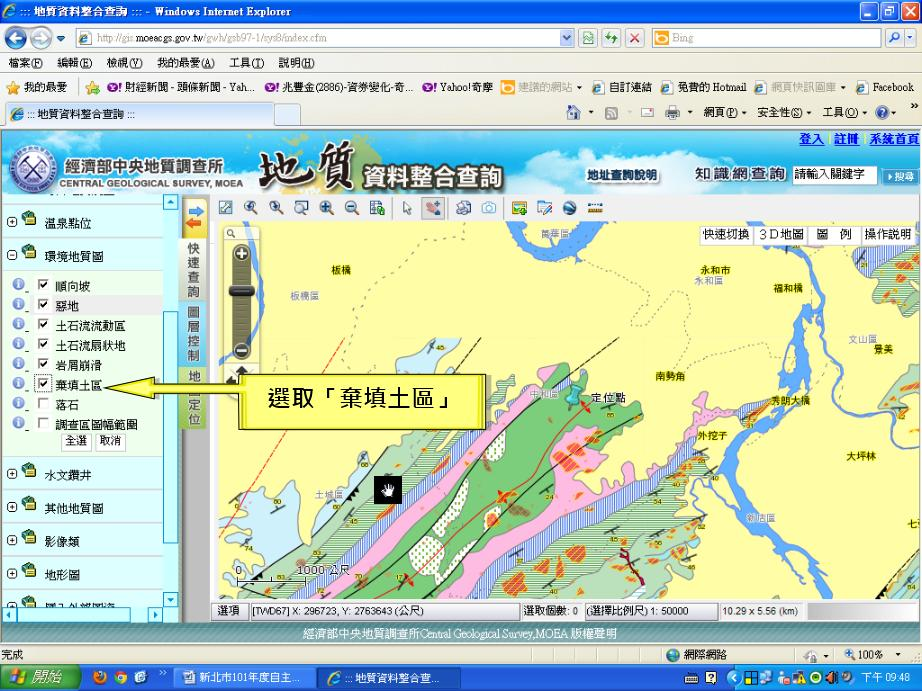 ::: 地質資料整合查詢 ::: - Windows Internet Explorer
http://gis.moeacgs.gov.tw/gwh/gsb97-1/sys8/index.cfm
Bing
檔案(F) 編輯(E) 檢視(V) 我的最愛(A) 工具(T) 說明(H)
我的最愛 財經新聞 - 頭條新聞 - Yah... 兆豐金(2886)-資券變化-奇... Yahoo!奇摩 建議的網站 自訂連結 免費的 Hotmail 網頁快訊圖庫 Facebook
::: 地質資料整合查詢 :::
網頁(P) 安全性(S) 工具(O)
登入 註冊 系統首頁
經濟部中央地質調查所
CENTRAL GEOLOGICAL SURVEY, MOEA
地質資料整合查詢
地址查詢說明 知識網查詢 請輸入關鍵字 搜尋
溫泉點位
環境地質圖
順向坡
惡地
土石流流動區
土石流扇狀地
岩屑崩滑
棄填土區
落石
調查區圖幅範圍
全選 取消
水文鑽井
其他地質圖
影像類
地形圖
快速查詢
圖層控制
地
定位
快速切換 3D地圖 圖 例 操作說明
萬華區
板橋
板橋區
永和市
永和區
福和橋
文山區
景美
南勢角
中和區
定位點
秀朗大橋
外挖子
大坪林
土城區
新店區
七
選取「棄填土區」
0 1000 公尺
選項 [TWD67] X: 296723, Y: 2763643 (公尺) 選取個數: 0 (選擇比例尺) 1: 50000 10.29 x 5.56 (km)
經濟部中央地質調查所Central Geological Survey,MOEA 版權聲明
完成 網際網路 100%
開始 新北市101年度自主... ::: 地質資料整合查... 下午 09:48